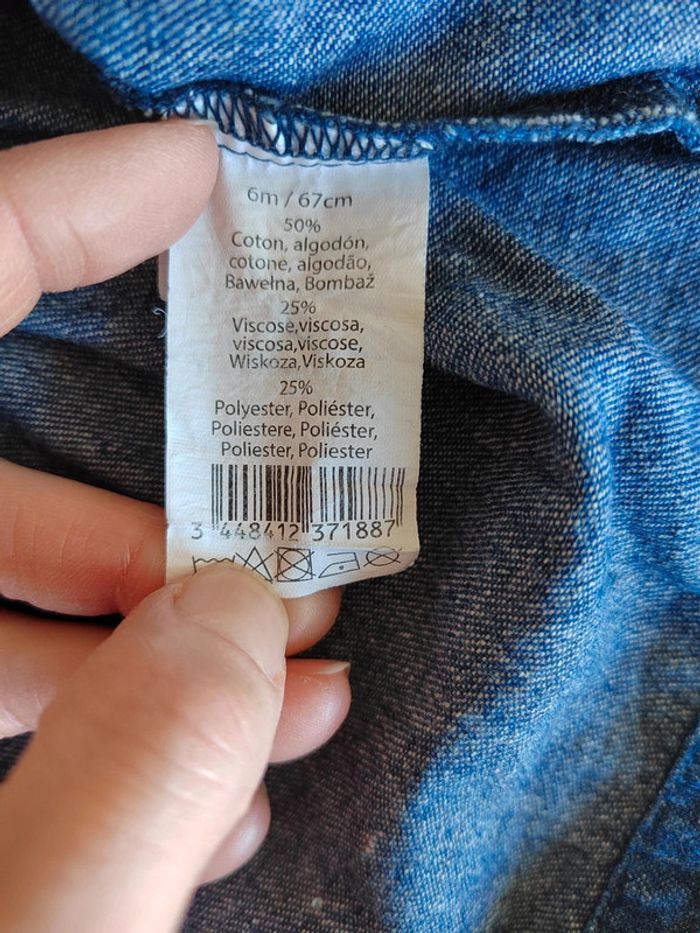 6m / 67cm
50%
Coton, algodón,
cotone, algodão,
Bawełna, Bombaž
25%
Viscose,viscosa,
viscosa,viscose,
Wiskoza,Viskoza
25%
Polyester, Poliéster,
Poliestere, Poliéster,
Poliester, Poliester
3 448412 371887